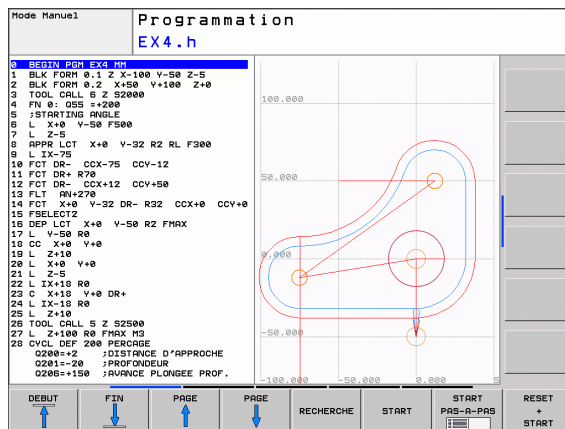 Mode Manuel
Programmation
EX4.h
0 BEGIN PGM EX4 MM
1 BLK FORM 0.1 Z X-100 Y-50 Z-5
2 BLK FORM 0.2 X+50 Y+100 Z+0
3 TOOL CALL 6 Z S2000
4 FN 0: Q55 =+200
5 ;STARTING ANGLE
6 L X+0 Y-50 F500
7 L Z-5
8 APPR LCT X+0 Y-32 R2 RL F300
9 L IX-75
10 FCT DR- CCX-75 CCY-12
11 FCT DR+ R70
12 FCT DR- CCX+12 CCY+50
13 FLT AN+270
14 FCT X+0 Y-32 DR- R32 CCX+0 CCY+0
15 FSELECT2
16 DEP LCT X+0 Y-50 R2 FMAX
17 L Y-50 R0
18 CC X+0 Y+0
19 L Z+10
20 L X+0 Y+0
21 L Z-5
22 L IX+18 R0
23 C X+18 Y+0 DR+
24 L IX-18 R0
25 L Z+10
26 TOOL CALL 5 Z S2500
27 L Z+100 R0 FMAX M3
28 CYCL DEF 200 PERCAGE
Q200=+2 ;DISTANCE D'APPROCHE
Q201=-20 ;PROFONDEUR
Q206=+150 ;AVANCE PLONGEE PROF.
100.000
50.000
0.000
-50.000
-100.000 -50.000 0.000 5
DEBUT
FIN
PAGE
PAGE
RECHERCHE
START
START
PAS-A-PAS
RESET
+
START